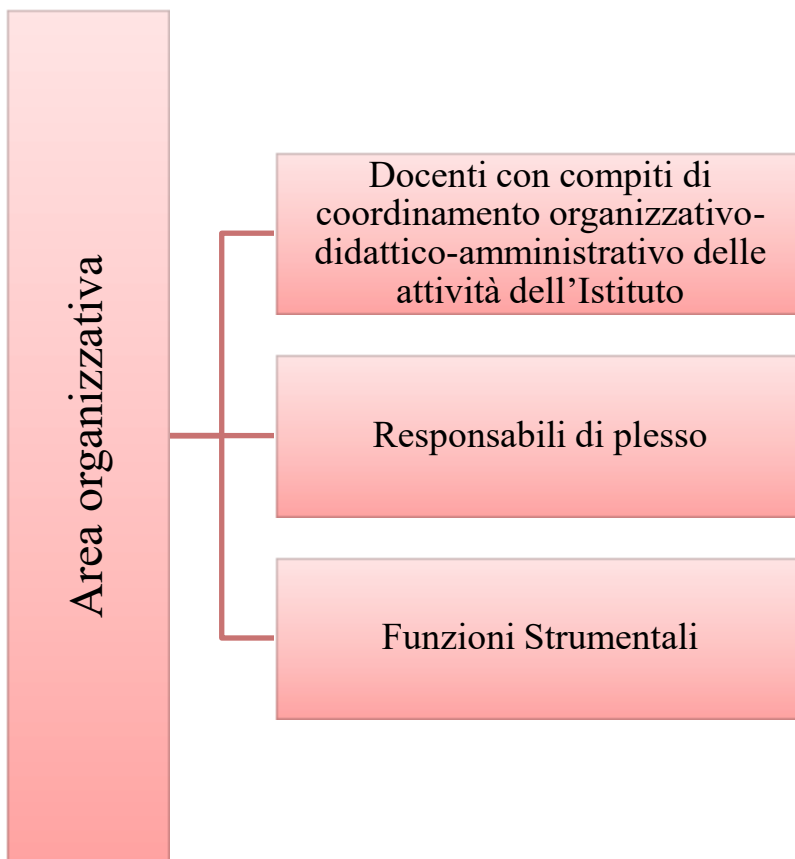 Area organizzativa
Docenti con compiti di
coordinamento organizzativo-
didattico-amministrativo delle
attività dell’Istituto
Responsabili di plesso
Funzioni Strumentali